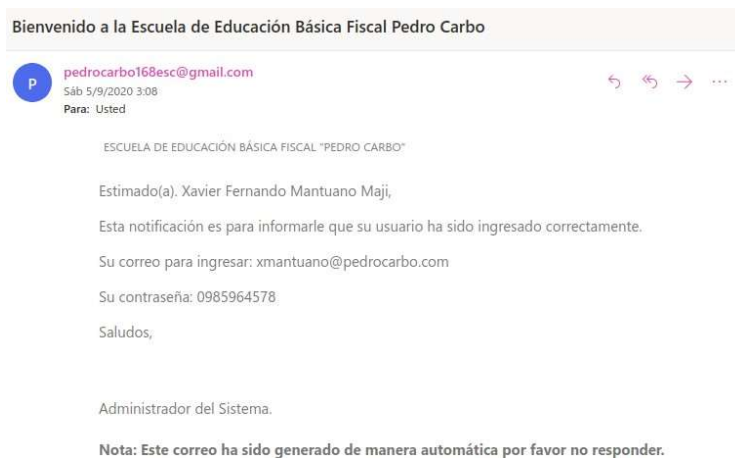 Bienvenido a la Escuela de Educación Básica Fiscal Pedro Carbo
P
pedrocarbo168esc@gmail.com
Sáb 5/9/2020 3:08
Para: Usted
ESCUELA DE EDUCACIÓN BÁSICA FISCAL "PEDRO CARBO"
Estimado(a). Xavier Fernando Mantuano Maji,
Esta notificación es para informarle que su usuario ha sido ingresado correctamente.
Su correo para ingresar: xmantuano@pedrocarbo.com
Su contraseña: 0985964578
Saludos,
Administrador del Sistema.
Nota: Este correo ha sido generado de manera automática por favor no responder.